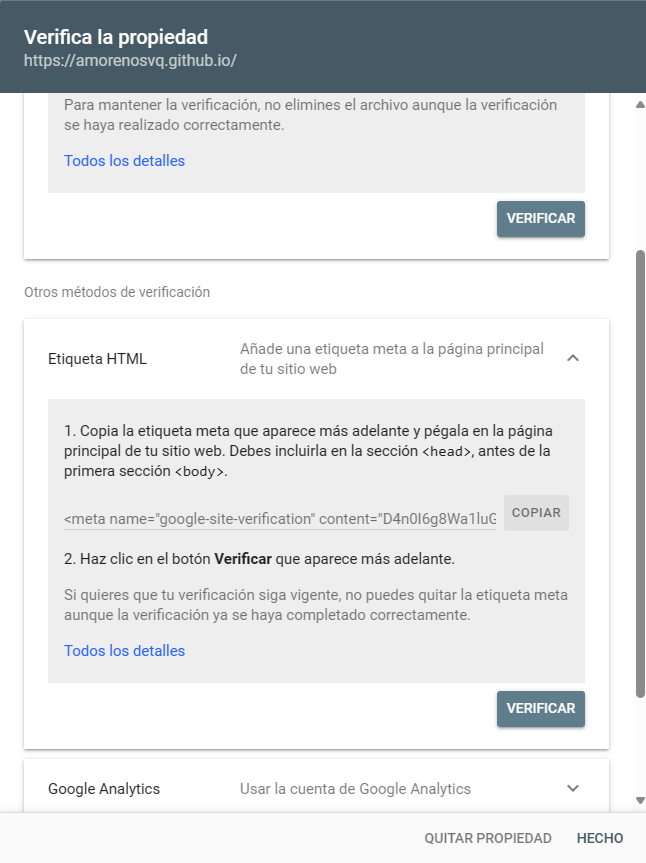 Verifica la propiedad
https://amorenosvq.github.io/
Para mantener la verificación, no elimines el archivo aunque la verificación
se haya realizado correctamente.
Todos los detalles
VERIFICAR
Otros métodos de verificación
Etiqueta HTML
Añade una etiqueta meta a la página principal
de tu sitio web
1. Copia la etiqueta meta que aparece más adelante y pégala en la página
principal de tu sitio web. Debes incluirla en la sección <head>, antes de la
primera sección <body>.
<meta name="google-site-verification" content="D4n0I6g8Wa1luG
COPIAR
2. Haz clic en el botón Verificar que aparece más adelante.
Si quieres que tu verificación siga vigente, no puedes quitar la etiqueta meta
aunque la verificación ya se haya completado correctamente.
Todos los detalles
VERIFICAR
Google Analytics
Usar la cuenta de Google Analytics
QUITAR PROPIEDAD
HECHO